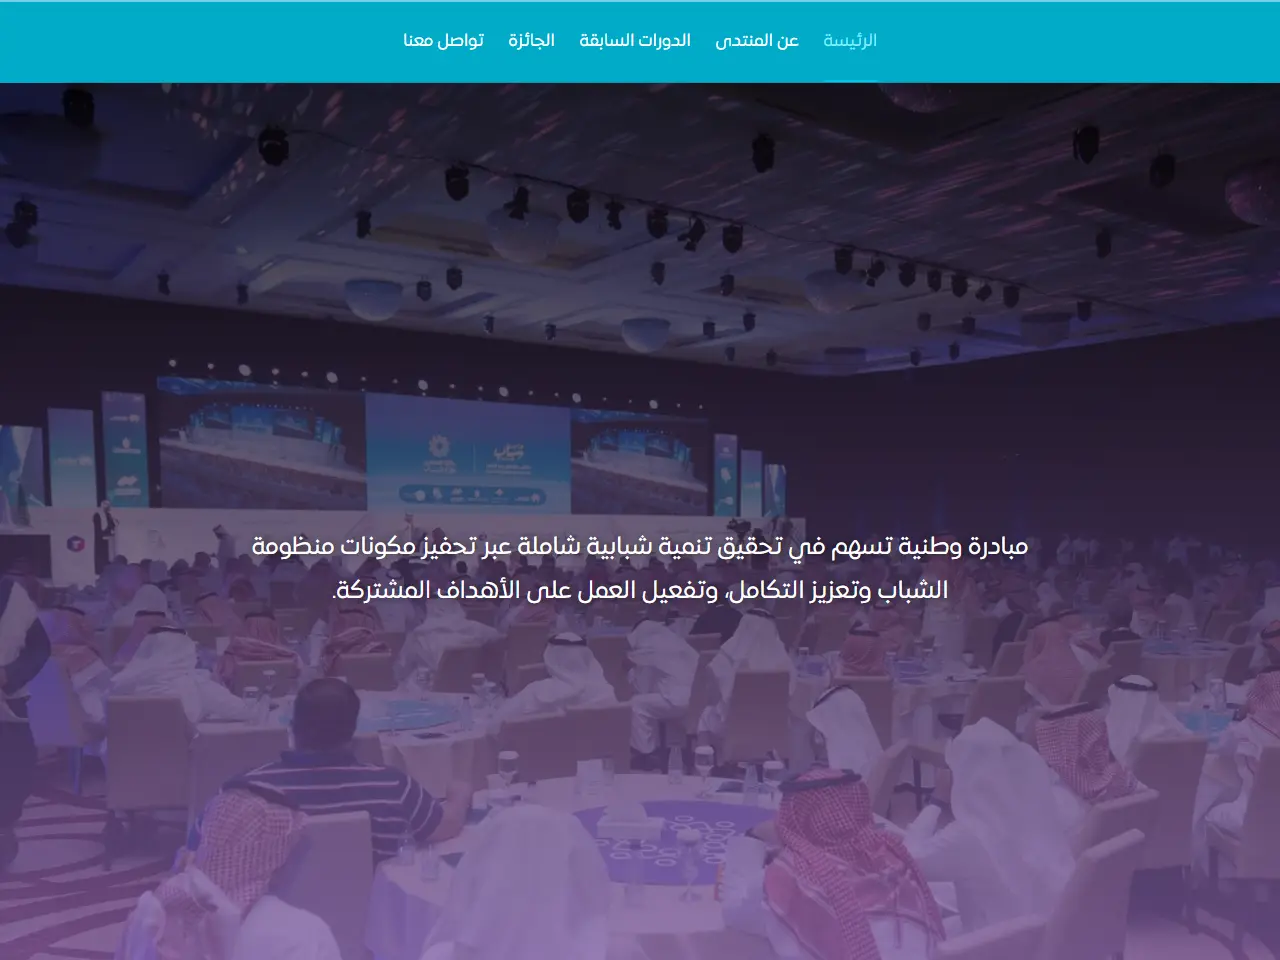 الرئيسة
عن المنتدى
الدورات السابقة
الجائزة
تواصل معنا
مبادرة وطنية تسهم في تحقيق تنمية شبابية شاملة عبر تحفيز مكونات منظومة
الشباب وتعزيز التكامل، وتفعيل العمل على الأهداف المشتركة.